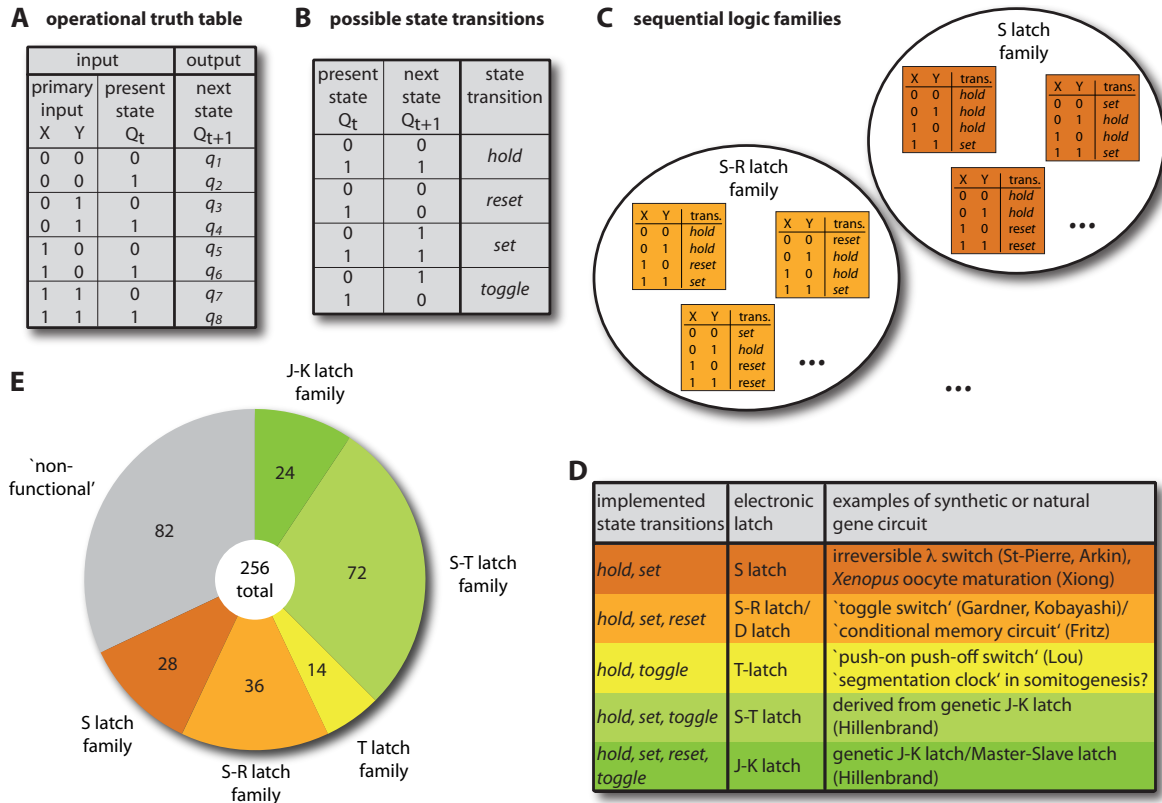 A operational truth table
input output
primary input present state next state
X Y Qt Qt+1
0 0 0 q1
0 0 1 q2
0 1 0 q3
0 1 1 q4
1 0 0 q5
1 0 1 q6
1 1 0 q7
1 1 1 q8
B possible state transitions
present state Qt next state Qt+1 state transition
0 0
1 1
hold
0 0
1 0
reset
0 1
1 1
set
0 1
1 0
toggle
C sequential logic families
S latch
family
X Y trans.
0 0 hold
0 1 hold
1 0 hold
1 1 set
X Y trans.
0 0 set
0 1 hold
1 0 hold
1 1 set
X Y trans.
0 0 hold
0 1 hold
1 0 reset
1 1 reset
...
S-R latch
family
X Y trans.
0 0 hold
0 1 hold
1 0 reset
1 1 set
X Y trans.
0 0 reset
0 1 hold
1 0 hold
1 1 set
X Y trans.
0 0 set
0 1 hold
1 0 reset
1 1 reset
...
...
D
implemented state transitions electronic latch examples of synthetic or natural gene circuit
hold, set S latch irreversible λ switch (St-Pierre, Arkin),
Xenopus oocyte maturation (Xiong)
hold, set, reset S-R latch/ D latch `toggle switch‘ (Gardner, Kobayashi)/
`conditional memory circuit‘ (Fritz)
hold, toggle T-latch `push-on push-off switch‘ (Lou)
`segmentation clock‘ in somitogenesis?
hold, set, toggle S-T latch derived from genetic J-K latch
(Hillenbrand)
hold, set, reset, toggle J-K latch genetic J-K latch/Master-Slave latch
(Hillenbrand)
E
J-K latch
family
24
S-T latch
family
72
T latch
family
14
S-R latch
family
36
S latch
family
28
`non-
functional’
82
256
total